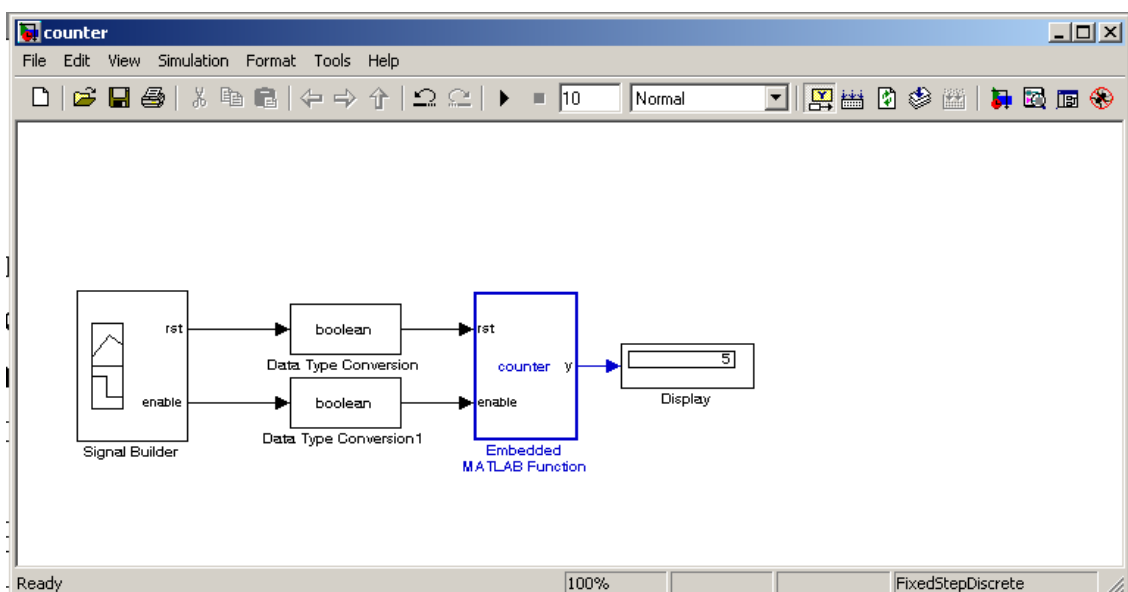 counter
File Edit View Simulation Format Tools Help
10 Normal
rst
boolean
rst
Data Type Conversion
counter y
5
enable
boolean
enable
Display
Signal Builder
Data Type Conversion1
Embedded
MATLAB Function
Ready 100% FixedStepDiscrete